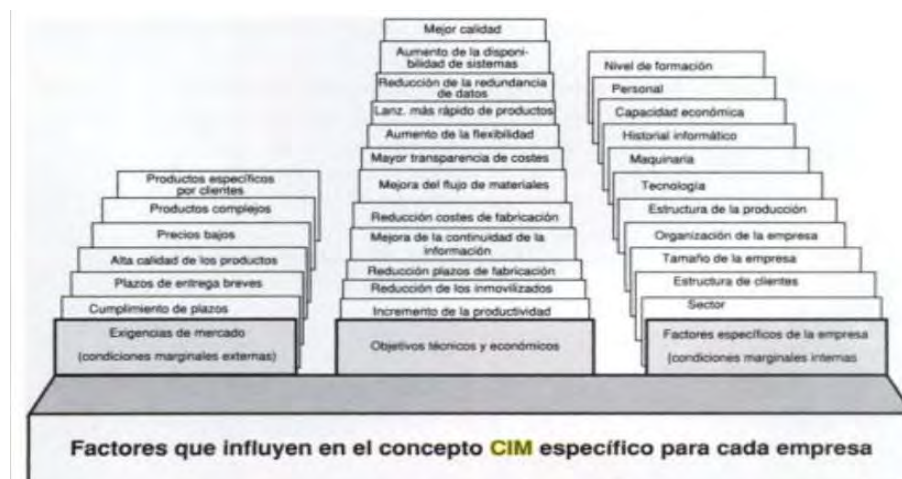 Productos específicos
por clientes
Productos complejos
Precios bajos
Alta calidad de los productos
Plazos de entrega breves
Cumplimiento de plazos
Exigencias de mercado
(condiciones marginales externas)
Mejor calidad
Aumento de la disponi-
bilidad de sistemas
Reducción de la redundancia
de datos
Lanz. más rápido de productos
Aumento de la flexibilidad
Mayor transparencia de costes
Mejora del flujo de materiales
Reducción costes de fabricación
Mejora de la continuidad de la
información
Reducción plazos de fabricación
Reducción de los inmovilizados
Incremento de la productividad
Objetivos técnicos y económicos
Nivel de formación
Personal
Capacidad económica
Historial informático
Maquinaria
Tecnología
Estructura de la producción
Organización de la empresa
Tamaño de la empresa
Estructura de clientes
Sector
Factores específicos de la empresa
(condiciones marginales internas
Factores que influyen en el concepto CIM específico para cada empresa